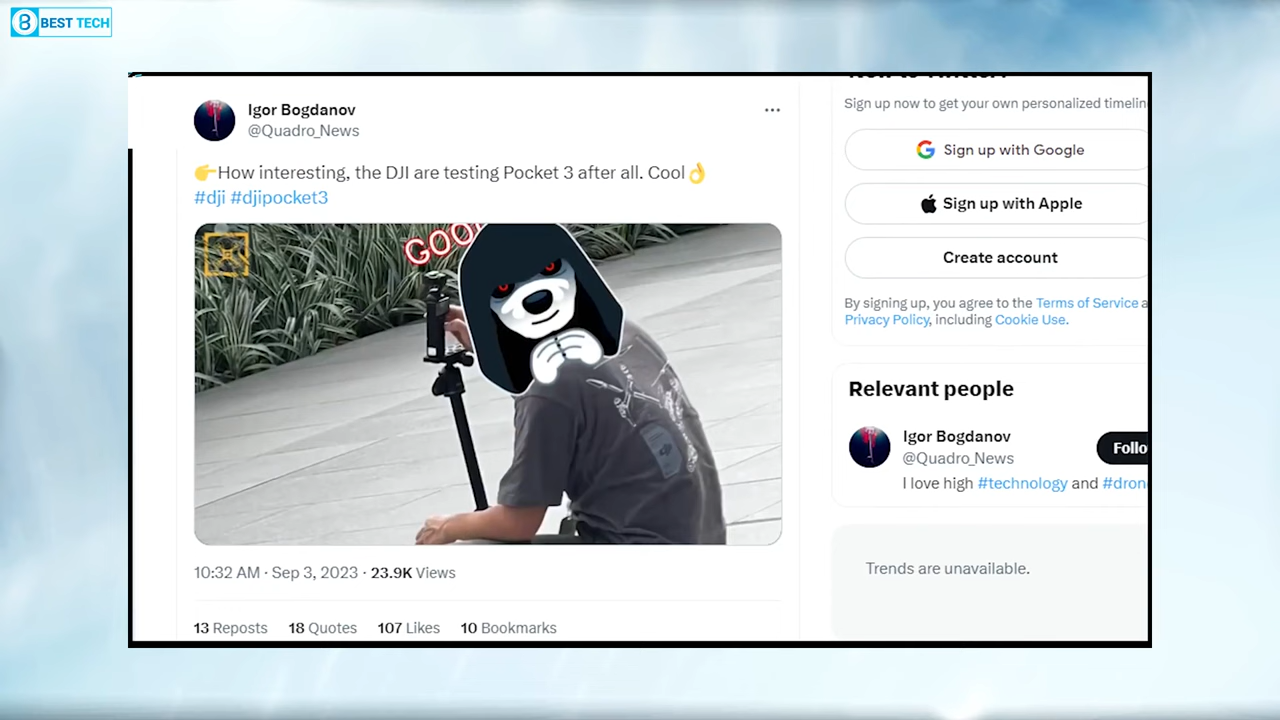 BEST TECH
Igor Bogdanov
@Quadro_News
👉How interesting, the DJI are testing Pocket 3 after all. Cool👌
#dji #djipocket3
10:32 AM · Sep 3, 2023 · 23.9K Views
13 Reposts 18 Quotes 107 Likes 10 Bookmarks
Sign up now to get your own personalized timelin
Sign up with Google
Sign up with Apple
Create account
By signing up, you agree to the Terms of Service a
Privacy Policy, including Cookie Use.
Relevant people
Igor Bogdanov
@Quadro_News
Follo
I love high #technology and #dron
Trends are unavailable.